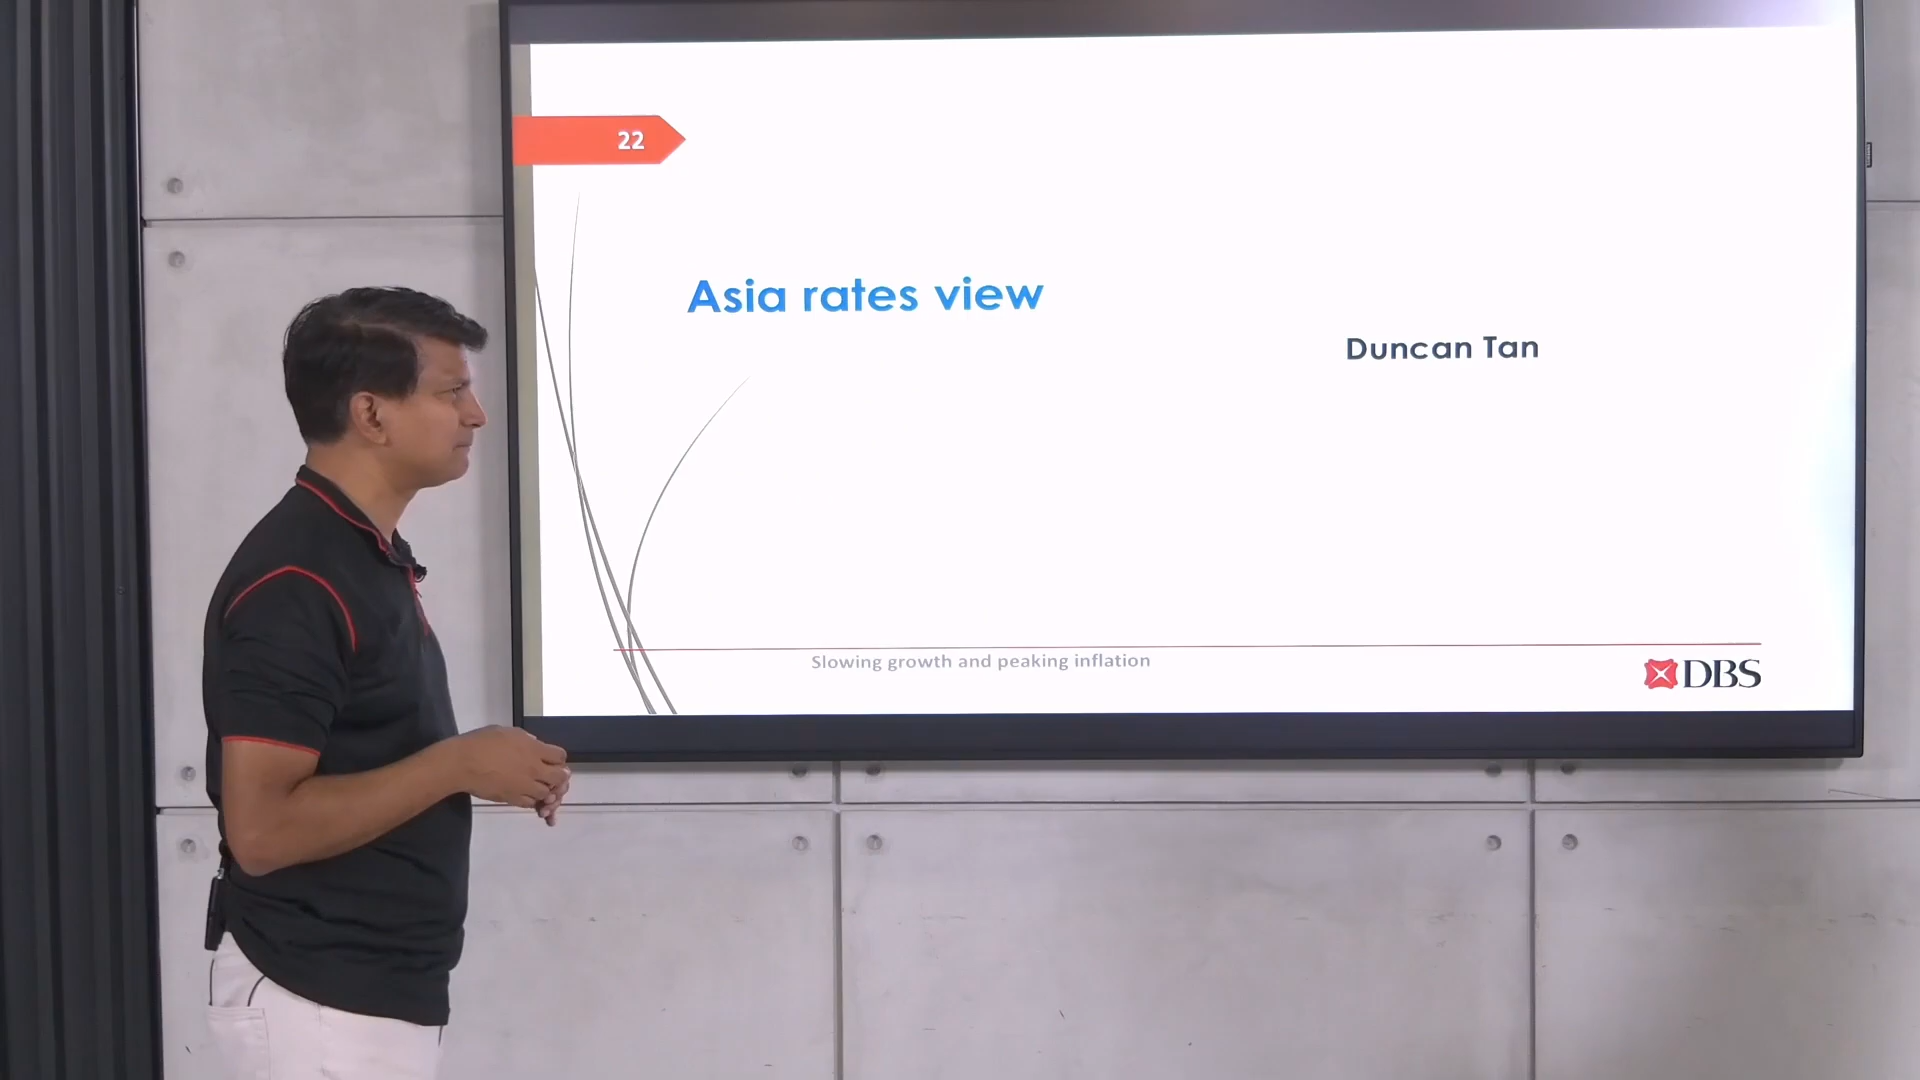 22
Asia rates view
Duncan Tan
Slowing growth and peaking inflation
DBS